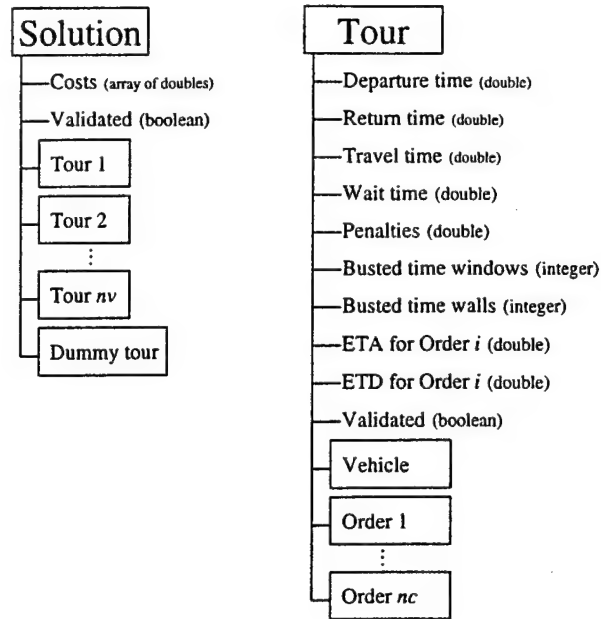 Solution
Costs (array of doubles)
Validated (boolean)
Tour 1
Tour 2
⋮
Tour nv
Dummy tour
Tour
Departure time (double)
Return time (double)
Travel time (double)
Wait time (double)
Penalties (double)
Busted time windows (integer)
Busted time walls (integer)
ETA for Order i (double)
ETD for Order i (double)
Validated (boolean)
Vehicle
Order 1
⋮
Order nc